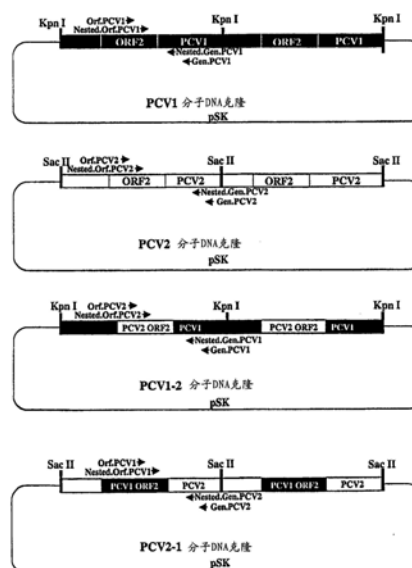 Kpn I Orf.PCV1 Kpn I Kpn I
Nested.Orf.PCV1
ORF2 PCV1 ORF2 PCV1
Nested.Gen.PCV1
Gen.PCV1
PCV1 分子DNA克隆
pSK
Sac II Orf.PCV2 Sac II Sac II
Nested.Orf.PCV2
ORF2 PCV2 ORF2 PCV2
Nested.Gen.PCV2
Gen.PCV2
PCV2 分子DNA克隆
pSK
Kpn I Orf.PCV2 Kpn I Kpn I
Nested.Orf.PCV2
PCV2 ORF2 PCV1 PCV2 ORF2 PCV1
Nested.Gen.PCV1
Gen.PCV1
PCV1-2 分子DNA克隆
pSK
Sac II Orf.PCV1 Sac II Sac II
Nested.Orf.PCV1
PCV1 ORF2 PCV2 PCV1 ORF2 PCV2
Nested.Gen.PCV2
Gen.PCV2
PCV2-1 分子DNA克隆
pSK